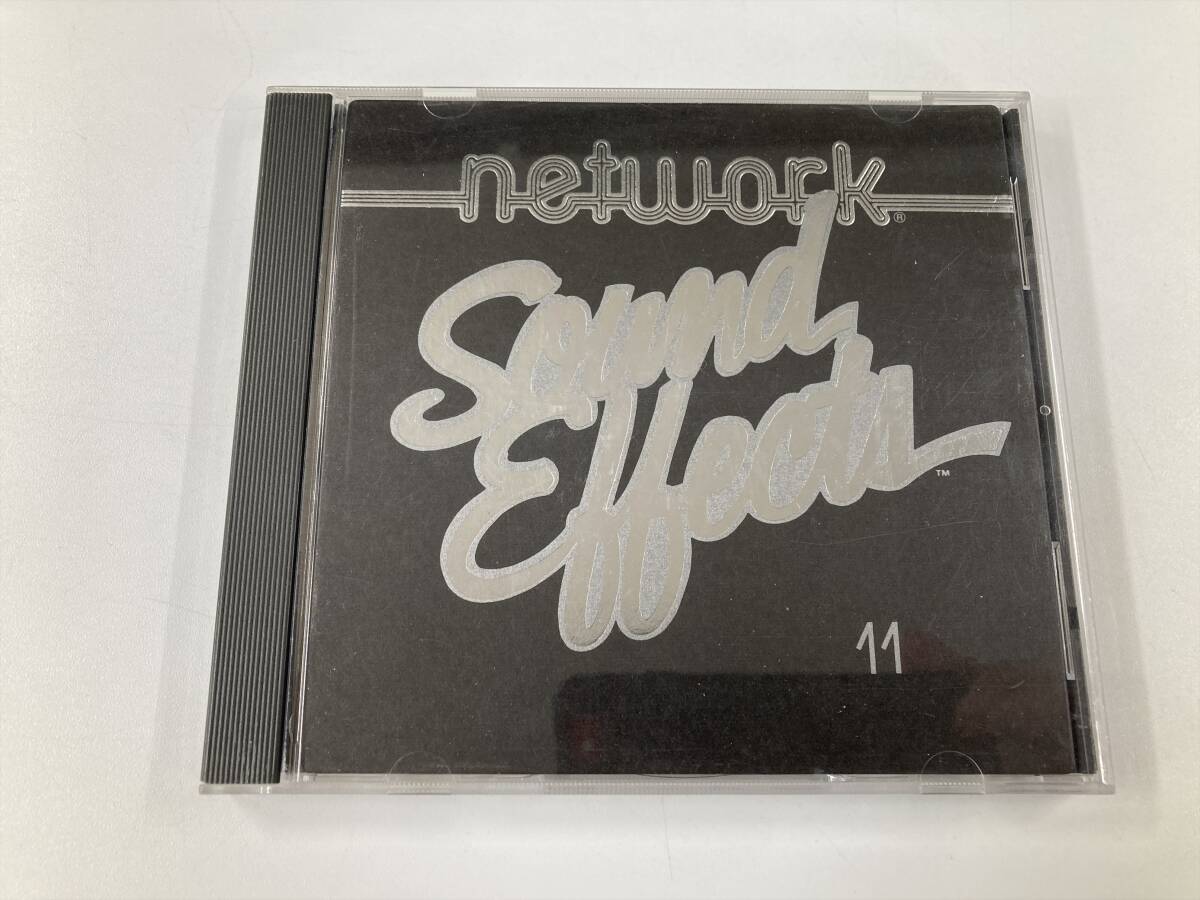 network®
Sound
Effects™
11